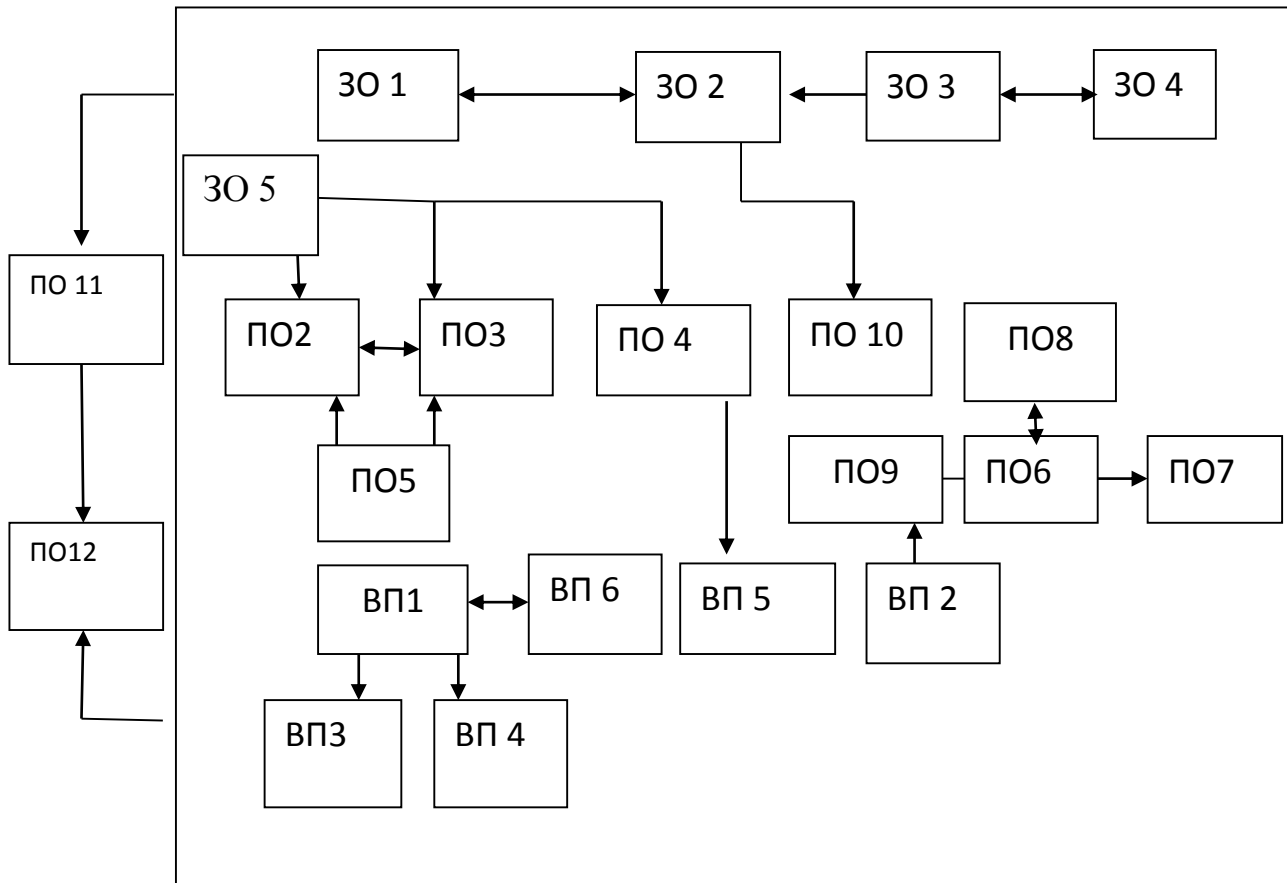 ЗО 1
ЗО 2
ЗО 3
ЗО 4
ЗО 5
ПО 11
ПО2
ПО3
ПО 4
ПО 10
ПО8
ПО5
ПО9
ПО6
ПО7
ПО12
ВП1
ВП 6
ВП 5
ВП 2
ВП3
ВП 4